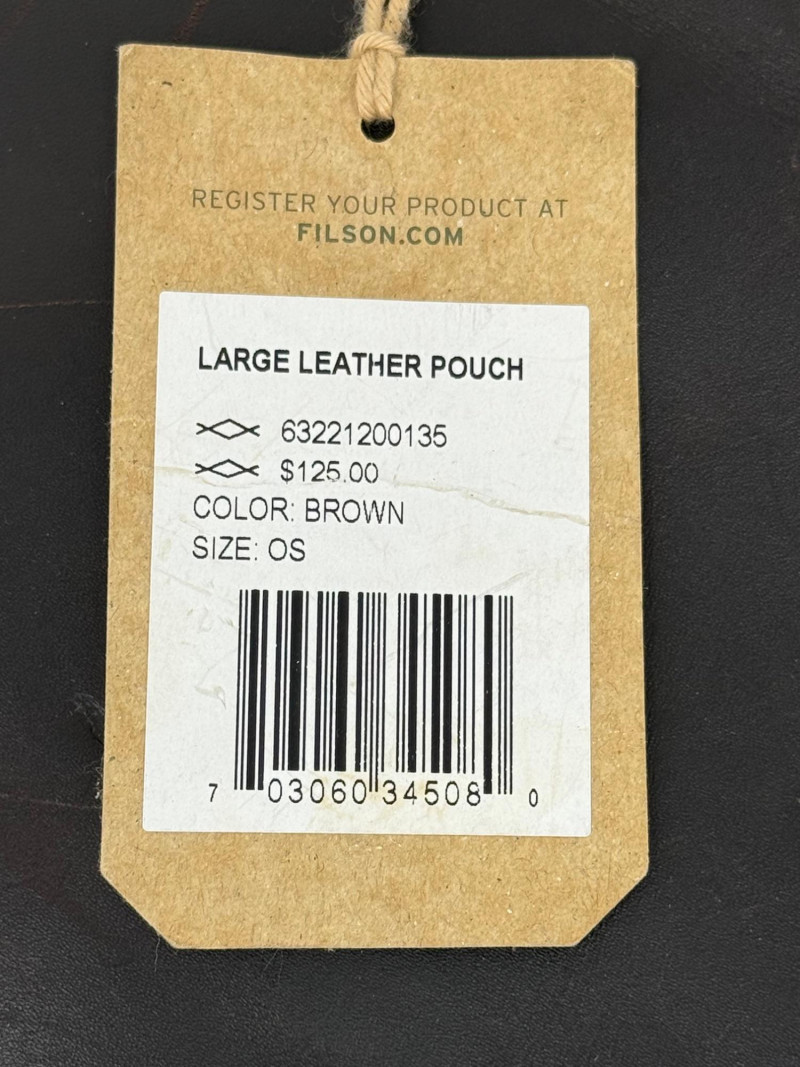 REGISTER YOUR PRODUCT AT
FILSON.COM
LARGE LEATHER POUCH
63221200135
$125.00
COLOR: BROWN
SIZE: OS
7 03060 34508 0